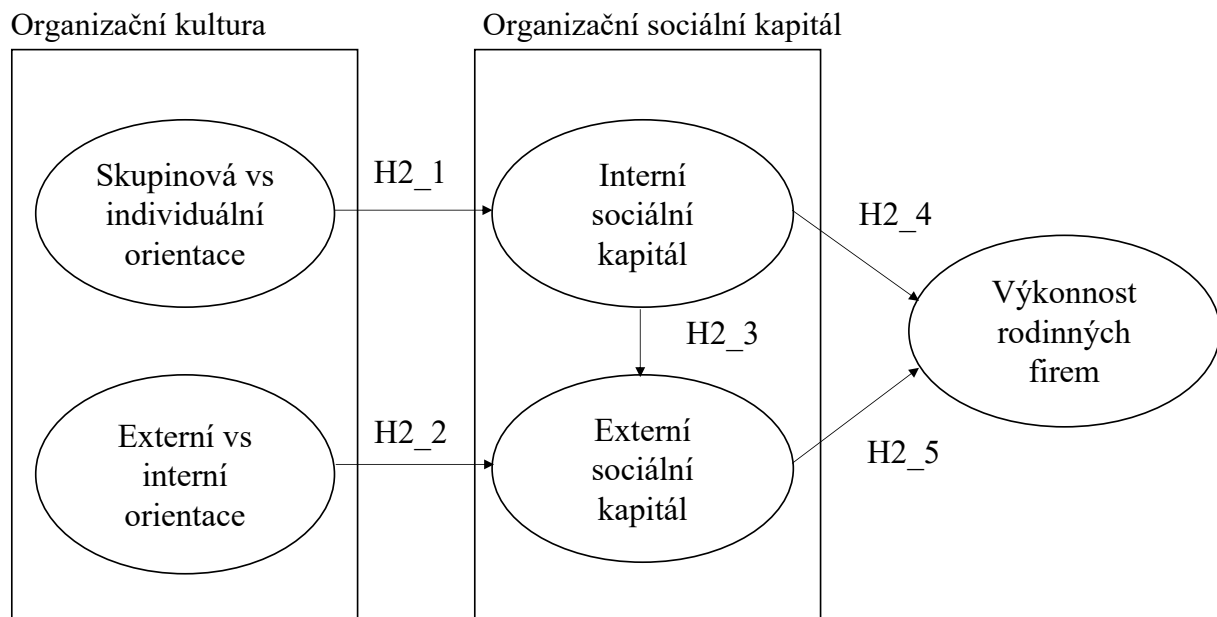 Organizační kultura
Organizační sociální kapitál
Skupinová vs
individuální
orientace
H2_1
Interní
sociální
kapitál
H2_4
Výkonnost
rodinných
firem
H2_3
Externí vs
interní
orientace
H2_2
Externí
sociální
kapitál
H2_5